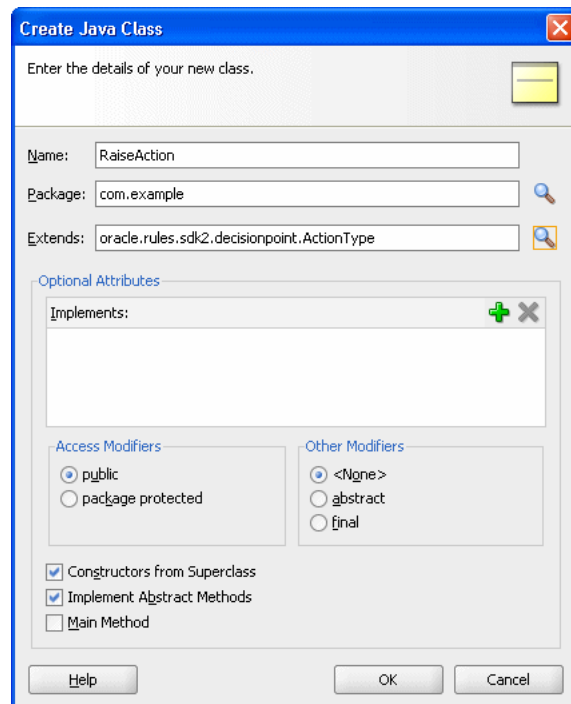 Create Java Class
Enter the details of your new class.
Name: RaiseAction
Package: com.example
Extends: oracle.rules.sdk2.decisionpoint.ActionType
Optional Attributes
Implements:
Access Modifiers
public
package protected
Other Modifiers
<None>
abstract
final
Constructors from Superclass
Implement Abstract Methods
Main Method
Help OK Cancel